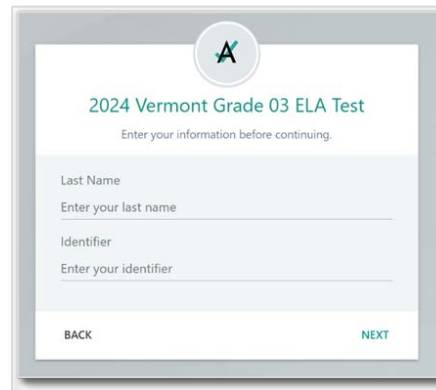 A
2024 Vermont Grade 03 ELA Test
Enter your information before continuing.
Last Name
Enter your last name
Identifier
Enter your identifier
BACK NEXT